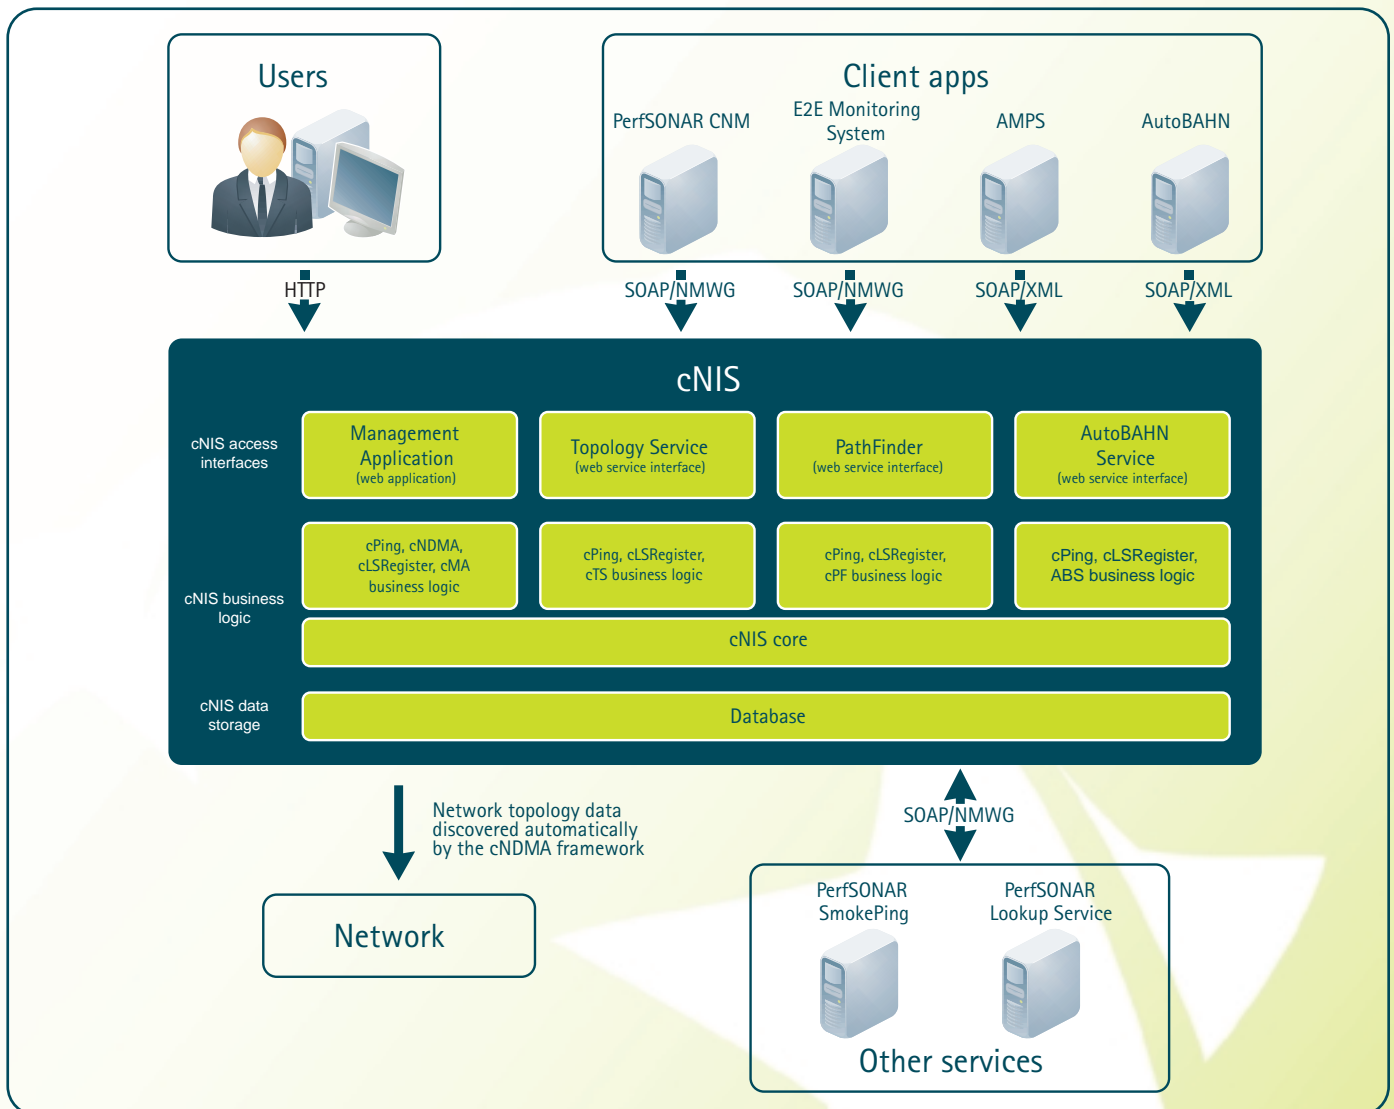 Users
Client apps
PerfSONAR CNM
E2E Monitoring
System
AMPS
AutoBAHN
HTTP
SOAP/NMWG
SOAP/NMWG
SOAP/XML
SOAP/XML
cNIS
cNIS access
interfaces
Management
Application
(web application)
Topology Service
(web service interface)
PathFinder
(web service interface)
AutoBAHN
Service
(web service interface)
cNIS business
logic
cPing, cNDMA,
cLSRegister, cMA
business logic
cPing, cLSRegister,
cTS business logic
cPing, cLSRegister,
cPF business logic
cPing, cLSRegister,
ABS business logic
cNIS core
cNIS data
storage
Database
Network topology data
discovered automatically
by the cNDMA framework
SOAP/NMWG
Network
PerfSONAR
SmokePing
PerfSONAR
Lookup Service
Other services